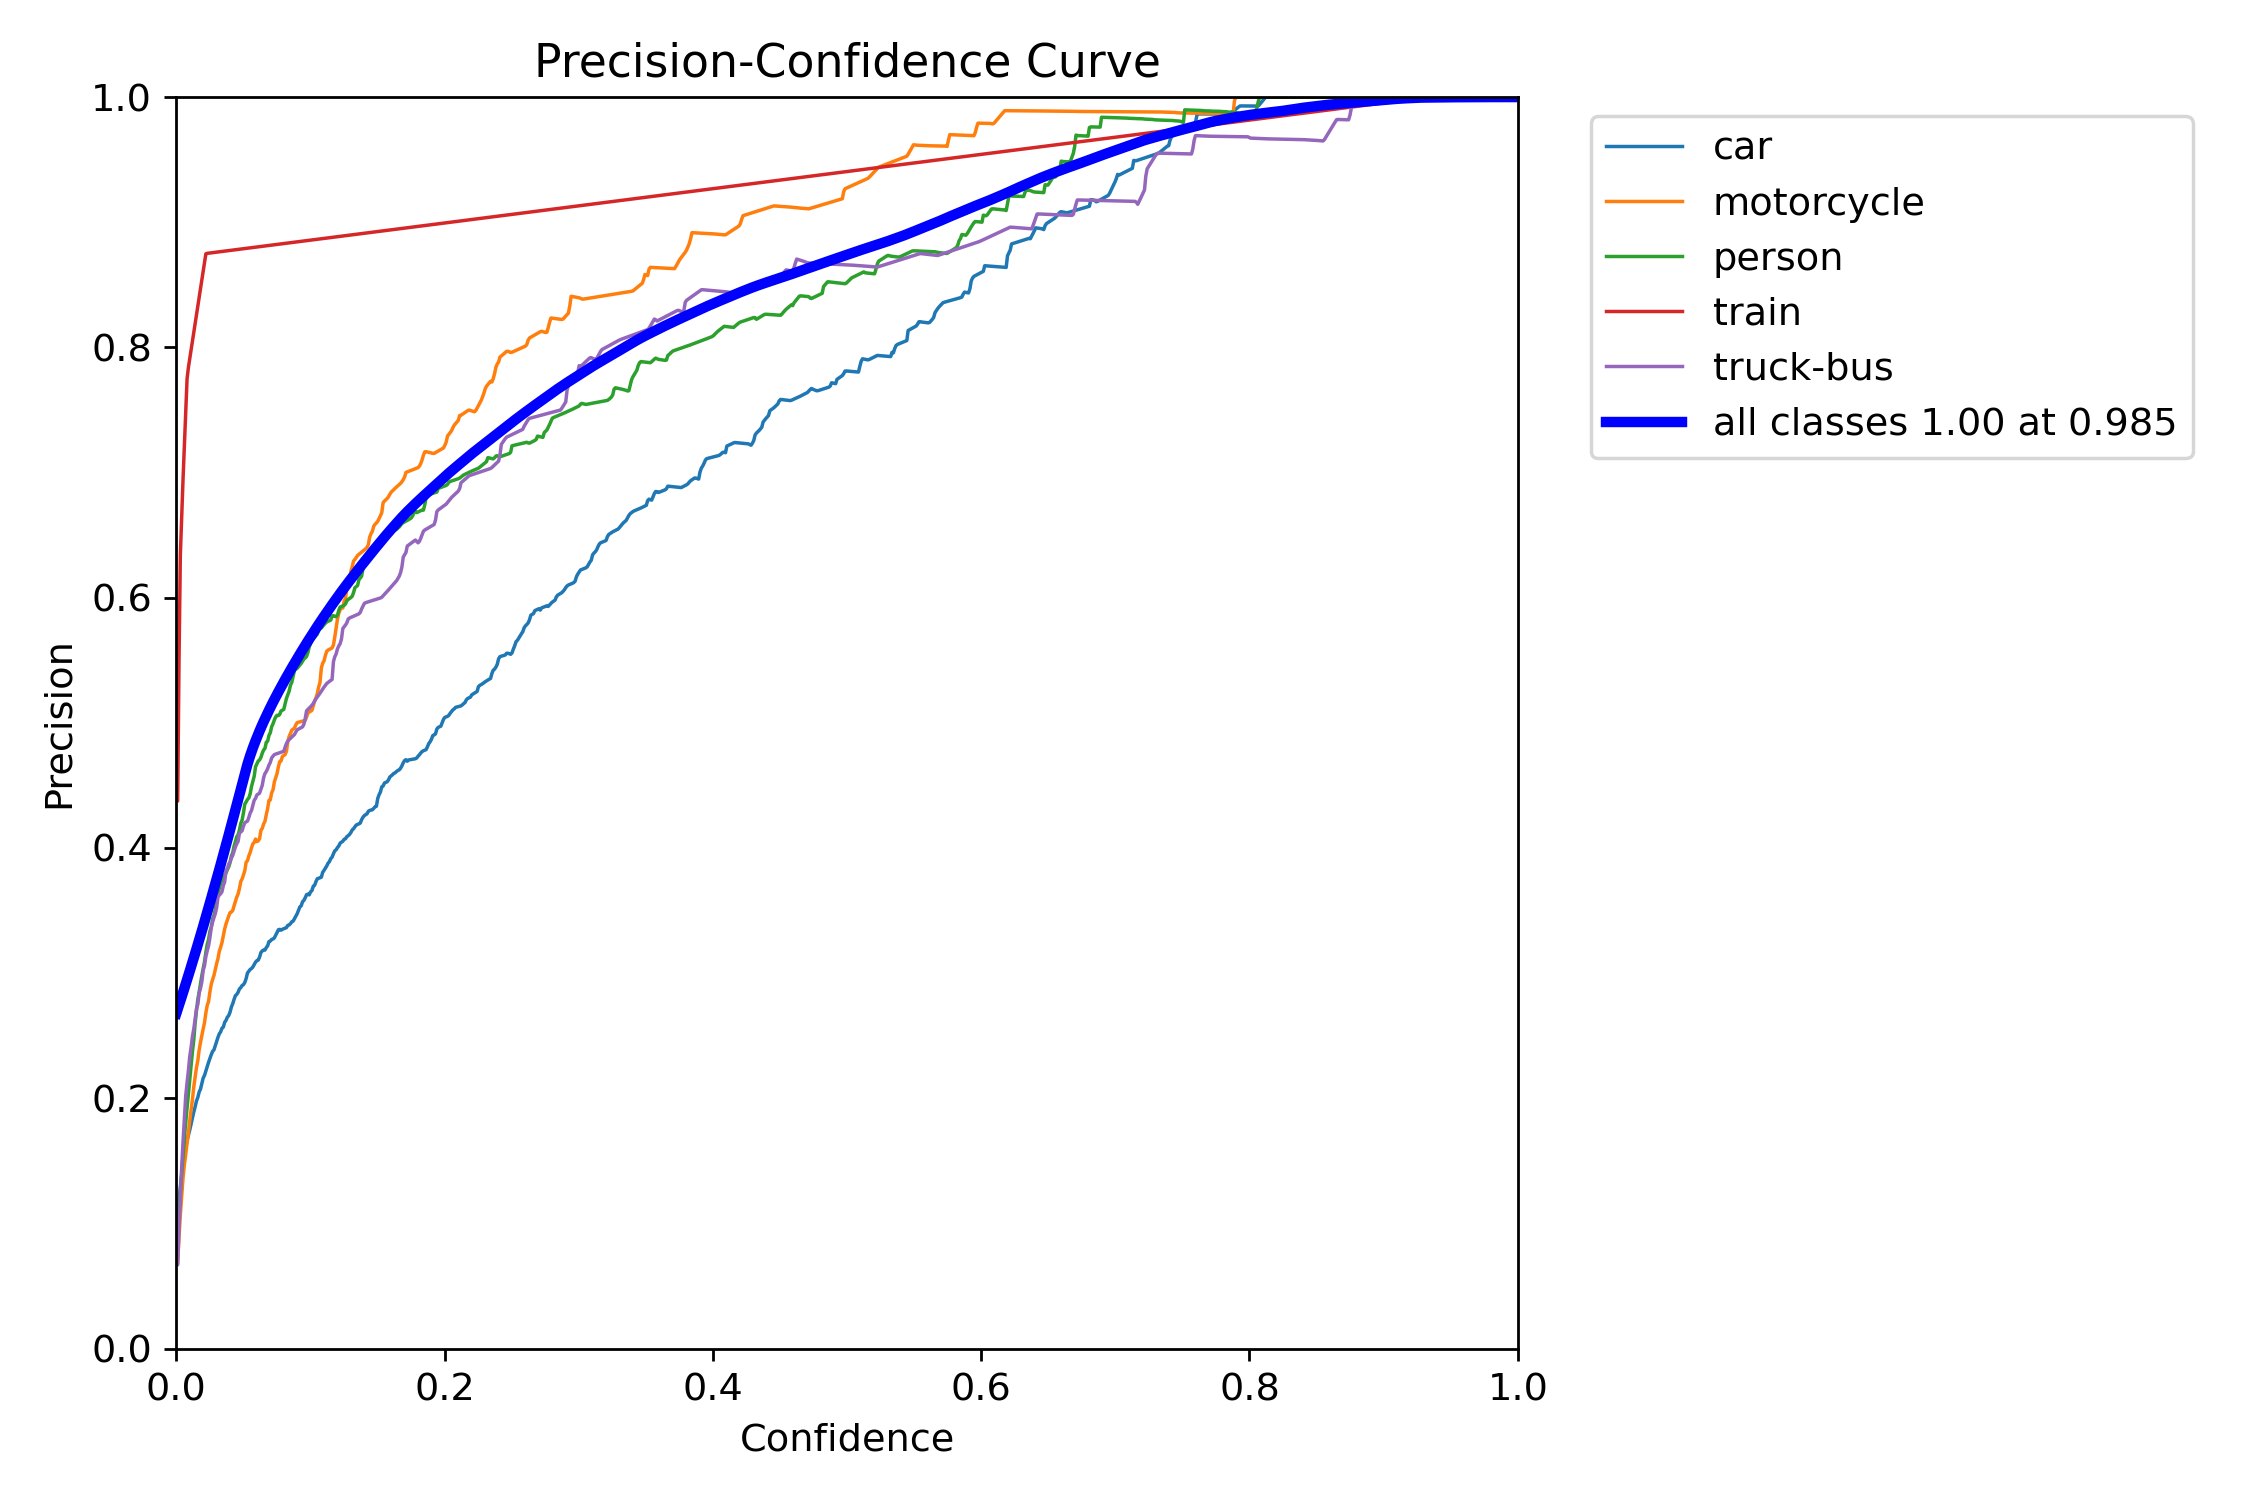 Precision-Confidence Curve
1.0
0.8
0.6
0.4
0.2
0.0
Precision
0.0 0.2 0.4 0.6 0.8 1.0
Confidence
car
motorcycle
person
train
truck-bus
all classes 1.00 at 0.985